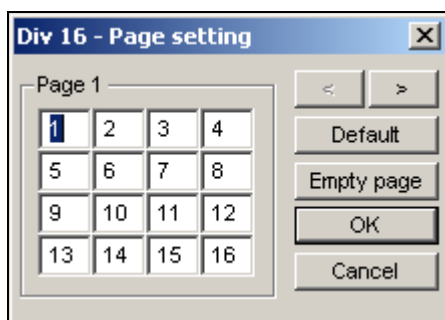 Div 16 - Page setting
Page 1
1 2 3 4
5 6 7 8
9 10 11 12
13 14 15 16
< >
Default
Empty page
OK
Cancel